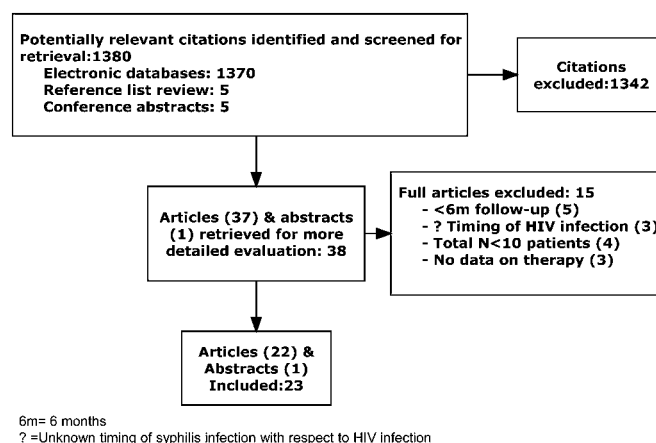 Potentially relevant citations identified and screened for
retrieval:1380
Electronic databases: 1370
Reference list review: 5
Conference abstracts: 5
Citations
excluded:1342
Articles (37) & abstracts
(1) retrieved for more
detailed evaluation: 38
Full articles excluded: 15
- <6m follow-up (5)
- ? Timing of HIV infection (3)
- Total N<10 patients (4)
- No data on therapy (3)
Articles (22) &
Abstracts (1)
Included:23
6m= 6 months
? =Unknown timing of syphilis infection with respect to HIV infection